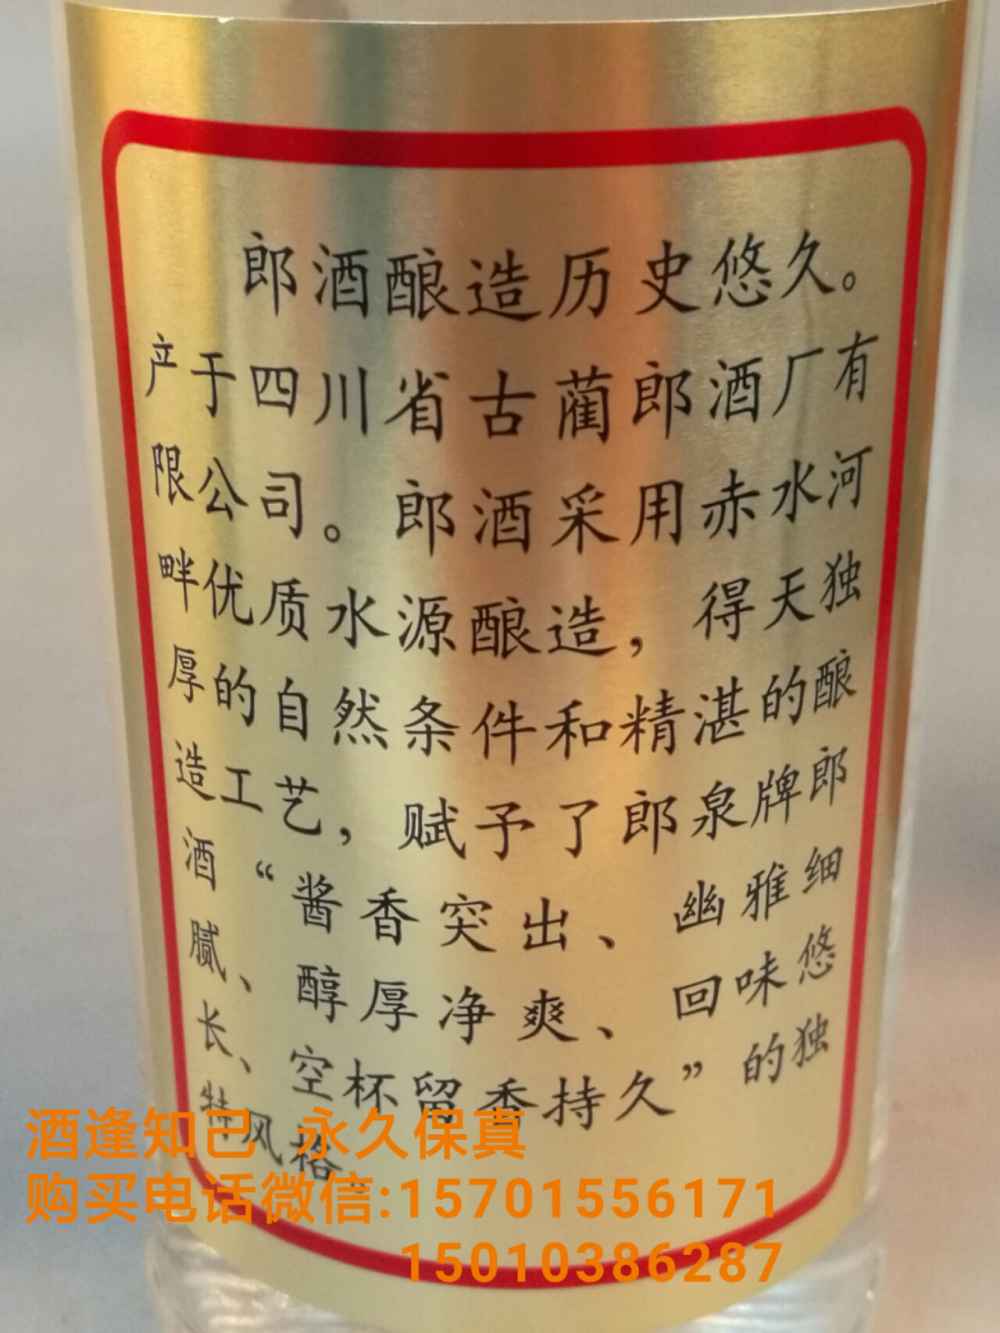 郎酒酿造历史悠久。
产于四川省古蔺郎酒厂有
限公司。郎酒采用赤水河
畔优质水源酿造，得天独
厚的自然条件和精湛的酿
造工艺，赋予了郎泉牌郎
酒“酱香突出、幽雅细
腻、醇厚净爽、回味悠
长、空杯留香持久”的独
特风格。
酒逢知己 永久保真
购买电话微信:15701556171
15010386287